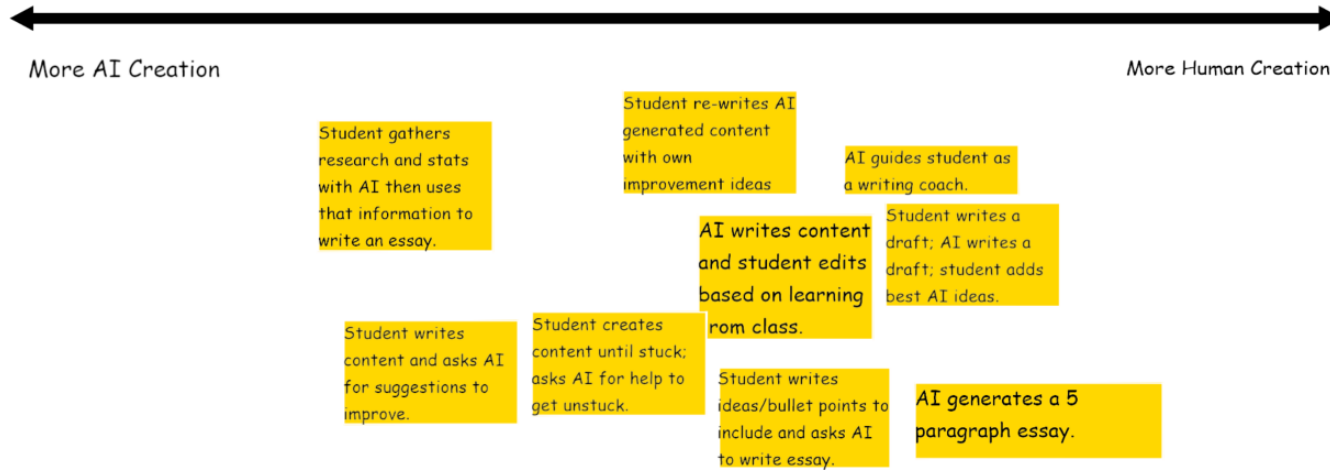 More AI Creation
More Human Creation
Student re-writes AI
generated content
with own
improvement ideas
Student gathers
research and stats
with AI then uses
that information to
write an essay.
AI guides student as
a writing coach.
Student writes a
draft; AI writes a
draft; student adds
best AI ideas.
AI writes content
and student edits
based on learning
rom class.
Student writes
content and asks AI
for suggestions to
improve.
Student creates
content until stuck;
asks AI for help to
get unstuck.
Student writes
ideas/bullet points to
include and asks AI
to write essay.
AI generates a 5
paragraph essay.